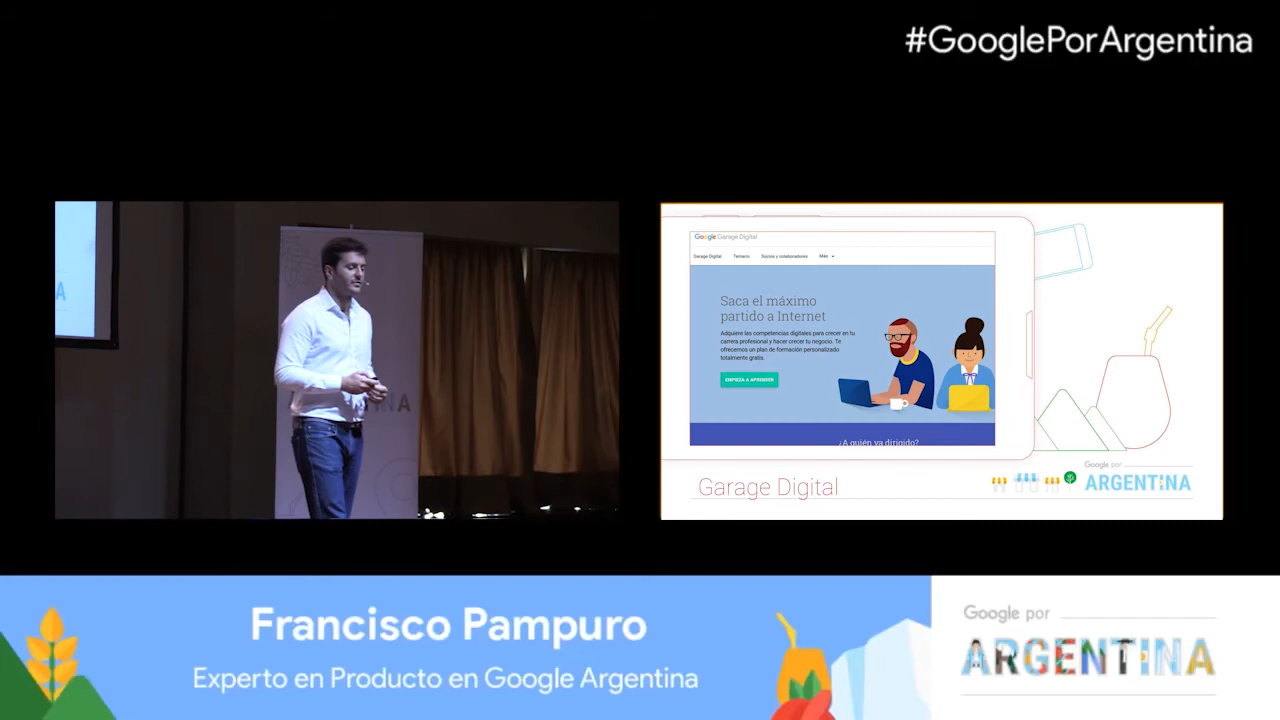 #GooglePorArgentina
Google Garage Digital
Garage Digital Temario Socios y colaboradores Más
Saca el máximo
partido a Internet
Adquiere las competencias digitales para crecer en tu
carrera profesional y hacer crecer tu negocio. Te
ofrecemos un plan de formación personalizado
totalmente gratis.
EMPIEZA A APRENDER
¿A quién va dirigido?
Garage Digital
Google por
ARGENTINA
Francisco Pampuro
Experto en Producto en Google Argentina
Google por
ARGENTINA